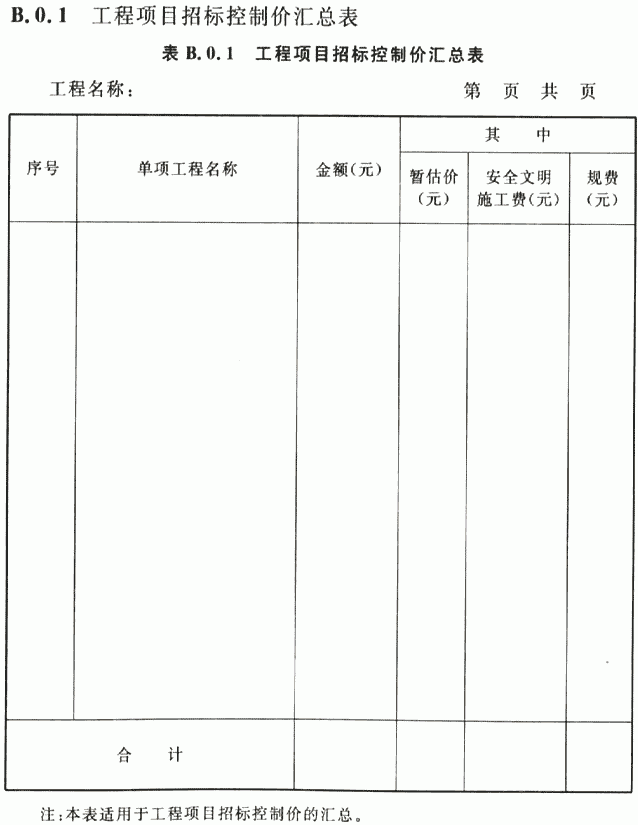 B.0.1 工程项目招标控制价汇总表
表 B.0.1 工程项目招标控制价汇总表
工程名称：
第 页 共 页
序号
单项工程名称
金额(元)
其 中
暂估价
(元)
安全文明
施工费(元)
规费
(元)
合 计
注：本表适用于工程项目招标控制价的汇总。